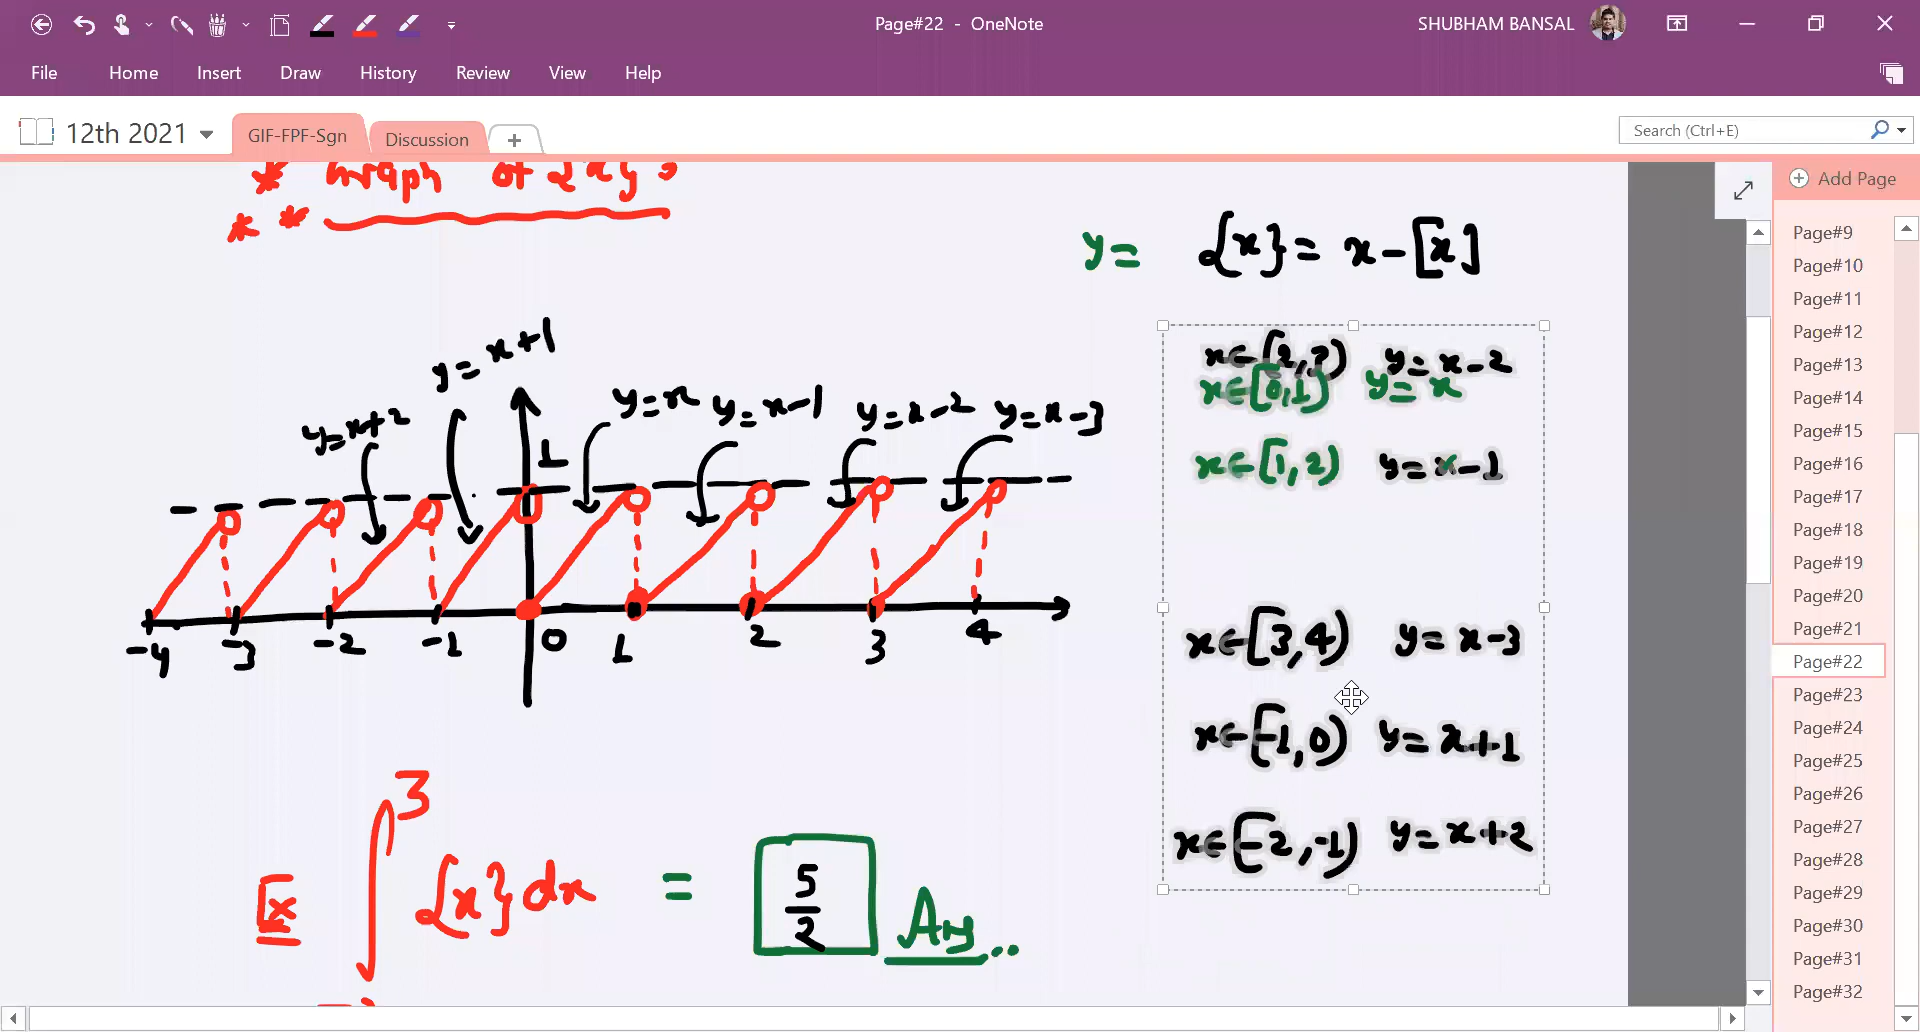 Page#22 - OneNote
SHUBHAM BANSAL
File Home Insert Draw History Review View Help
12th 2021
GIF-FPF-Sgn
Discussion
Search (Ctrl+E)
Add Page
* Graph of {x}
* *
y = {x} = x - [x]
x∈[2,3) y = x - 2
x∈[0,1) y = x
x∈[1,2) y = x - 1
x∈[3,4) y = x - 3
x∈[-1,0) y = x + 1
x∈[-2,-1) y = x + 2
y = x + 1
y = x + 2
y = x
y = x - 1
y = x - 2
y = x - 3
1
-4 -3 -2 -1 0 1 2 3 4
3
Ex ∫ {x} dx = 5/2 Ans..
Page#9
Page#10
Page#11
Page#12
Page#13
Page#14
Page#15
Page#16
Page#17
Page#18
Page#19
Page#20
Page#21
Page#22
Page#23
Page#24
Page#25
Page#26
Page#27
Page#28
Page#29
Page#30
Page#31
Page#32